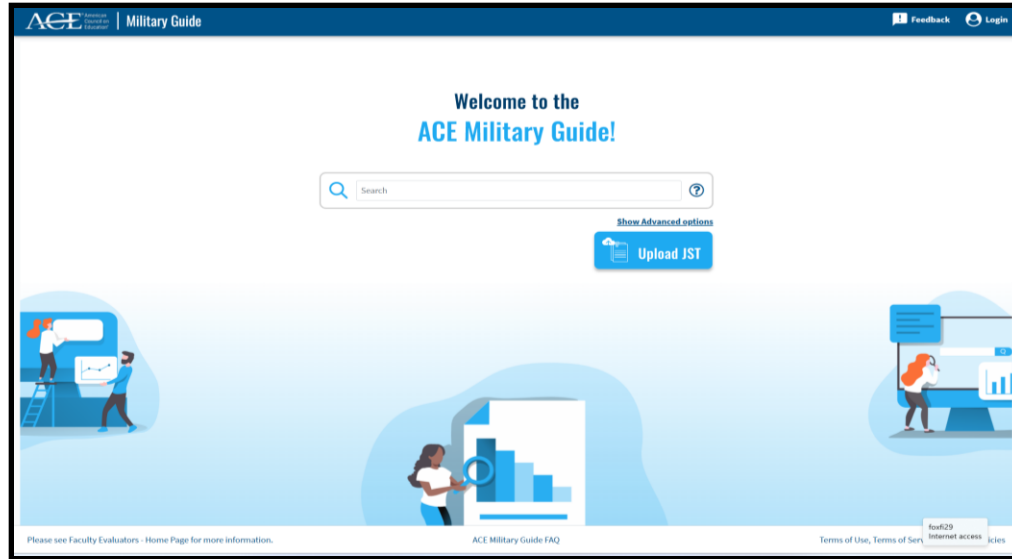 ACE American Council on Education | Military Guide
Feedback
Login
Welcome to the
ACE Military Guide!
Search
Show Advanced options
Upload JST
Please see Faculty Evaluators - Home Page for more information.
ACE Military Guide FAQ
Terms of Use, Terms of
foxfi29
Internet access